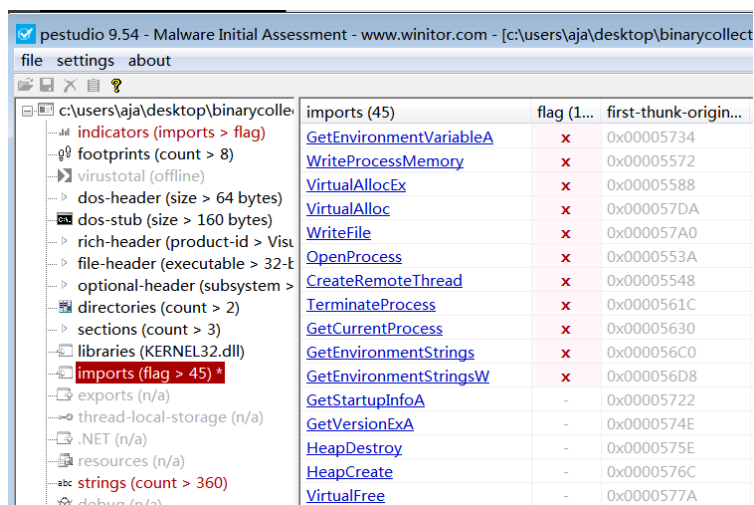 pestudio 9.54 - Malware Initial Assessment - www.winitor.com - [c:\users\aja\desktop\binarycollect
file settings about
c:\users\aja\desktop\binarycolle
indicators (imports > flag)
footprints (count > 8)
virustotal (offline)
dos-header (size > 64 bytes)
dos-stub (size > 160 bytes)
rich-header (product-id > Visu
file-header (executable > 32-b
optional-header (subsystem >
directories (count > 2)
sections (count > 3)
libraries (KERNEL32.dll)
imports (flag > 45) *
exports (n/a)
thread-local-storage (n/a)
.NET (n/a)
resources (n/a)
abc strings (count > 360)
debug (n/a)
imports (45) flag (1... first-thunk-origin...
GetEnvironmentVariableA x 0x00005734
WriteProcessMemory x 0x00005572
VirtualAllocEx x 0x00005588
VirtualAlloc x 0x000057DA
WriteFile x 0x000057A0
OpenProcess x 0x0000553A
CreateRemoteThread x 0x00005548
TerminateProcess x 0x0000561C
GetCurrentProcess x 0x00005630
GetEnvironmentStrings x 0x000056C0
GetEnvironmentStringsW x 0x000056D8
GetStartupInfoA - 0x00005722
GetVersionExA - 0x0000574E
HeapDestroy - 0x0000575E
HeapCreate - 0x0000576C
VirtualFree - 0x0000577A